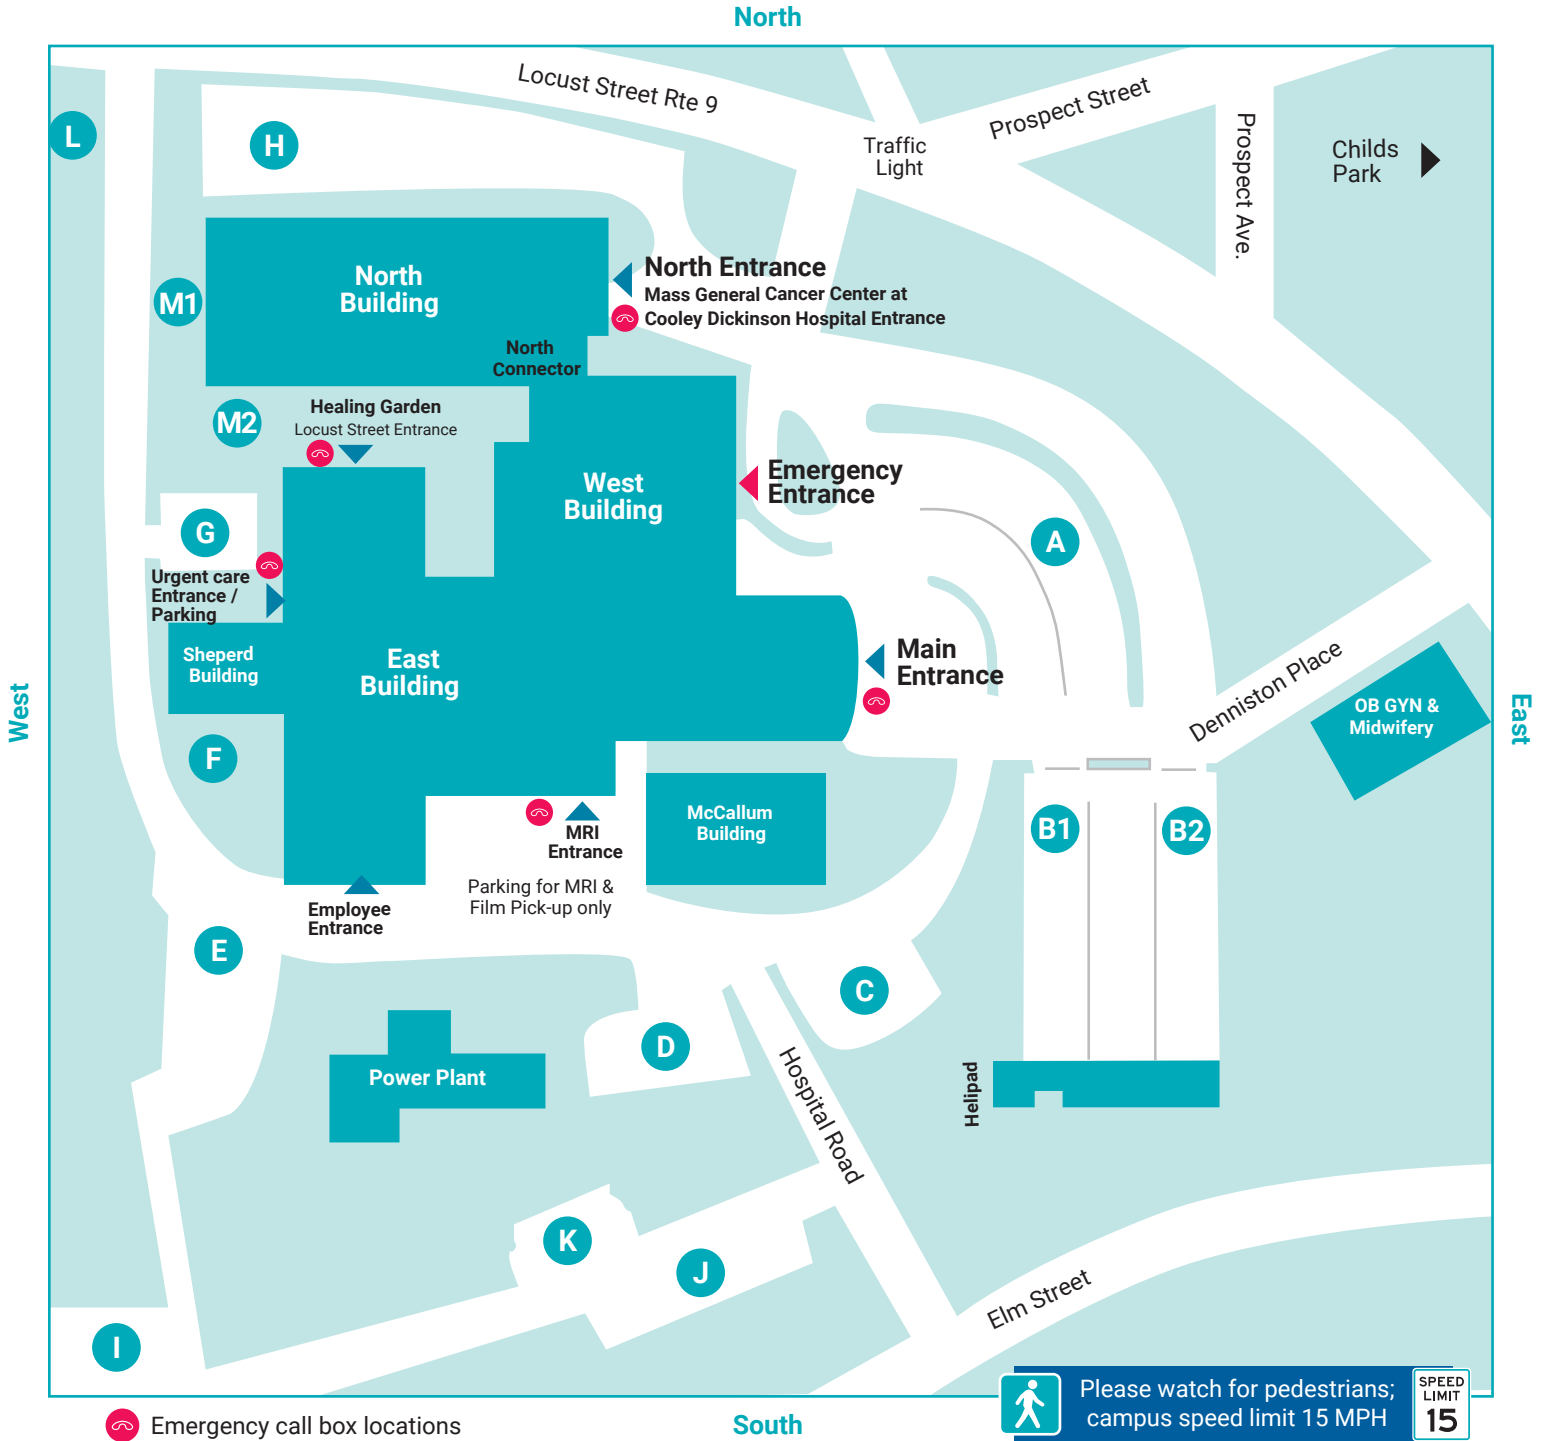 North
Locust Street Rte 9
Prospect Street
Traffic
Light
Prospect Ave.
Childs
Park
L
H
North
Building
M1
North Entrance
Mass General Cancer Center at
Cooley Dickinson Hospital Entrance
North
Connector
M2
Healing Garden
Locust Street Entrance
West
Building
Emergency
Entrance
G
A
Urgent care
Entrance /
Parking
Sheperd
Building
East
Building
Main
Entrance
Denniston Place
OB GYN &
Midwifery
West
East
F
MRI
Entrance
McCallum
Building
B1
B2
Parking for MRI &
Film Pick-up only
Employee
Entrance
E
C
D
Power Plant
Hospital Road
Helipad
K
J
Elm Street
I
Emergency call box locations
South
Please watch for pedestrians;
campus speed limit 15 MPH
SPEED
LIMIT
15